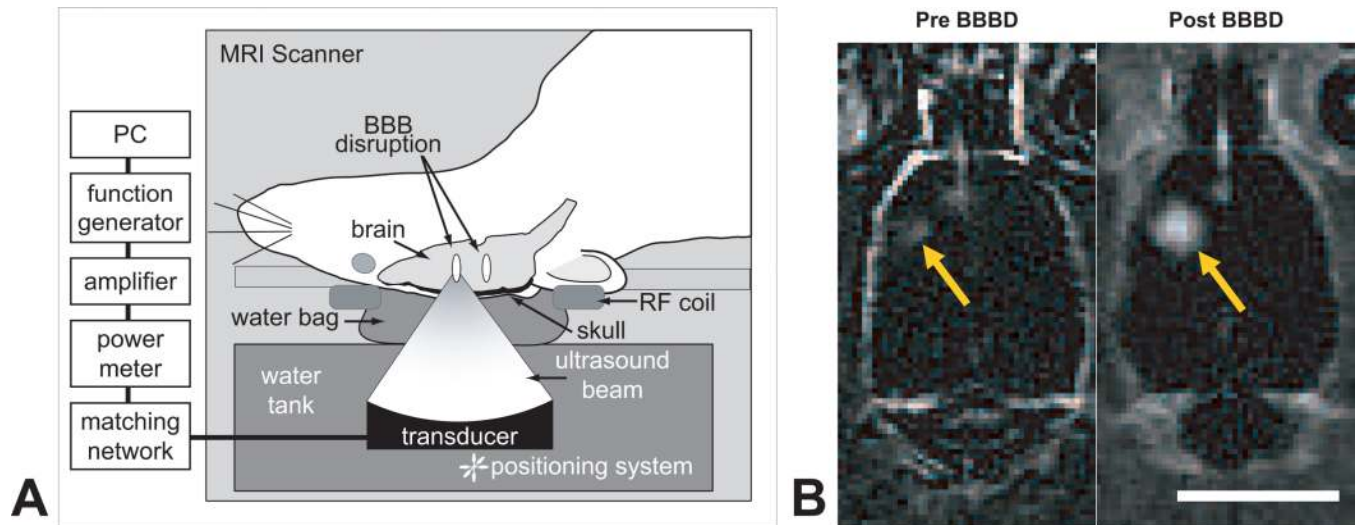 MRI Scanner
PC
function
generator
amplifier
power
meter
matching
network
BBB
disruption
brain
water bag
RF coil
skull
water
tank
ultrasound
beam
transducer
positioning system
A
Pre BBBD
Post BBBD
B